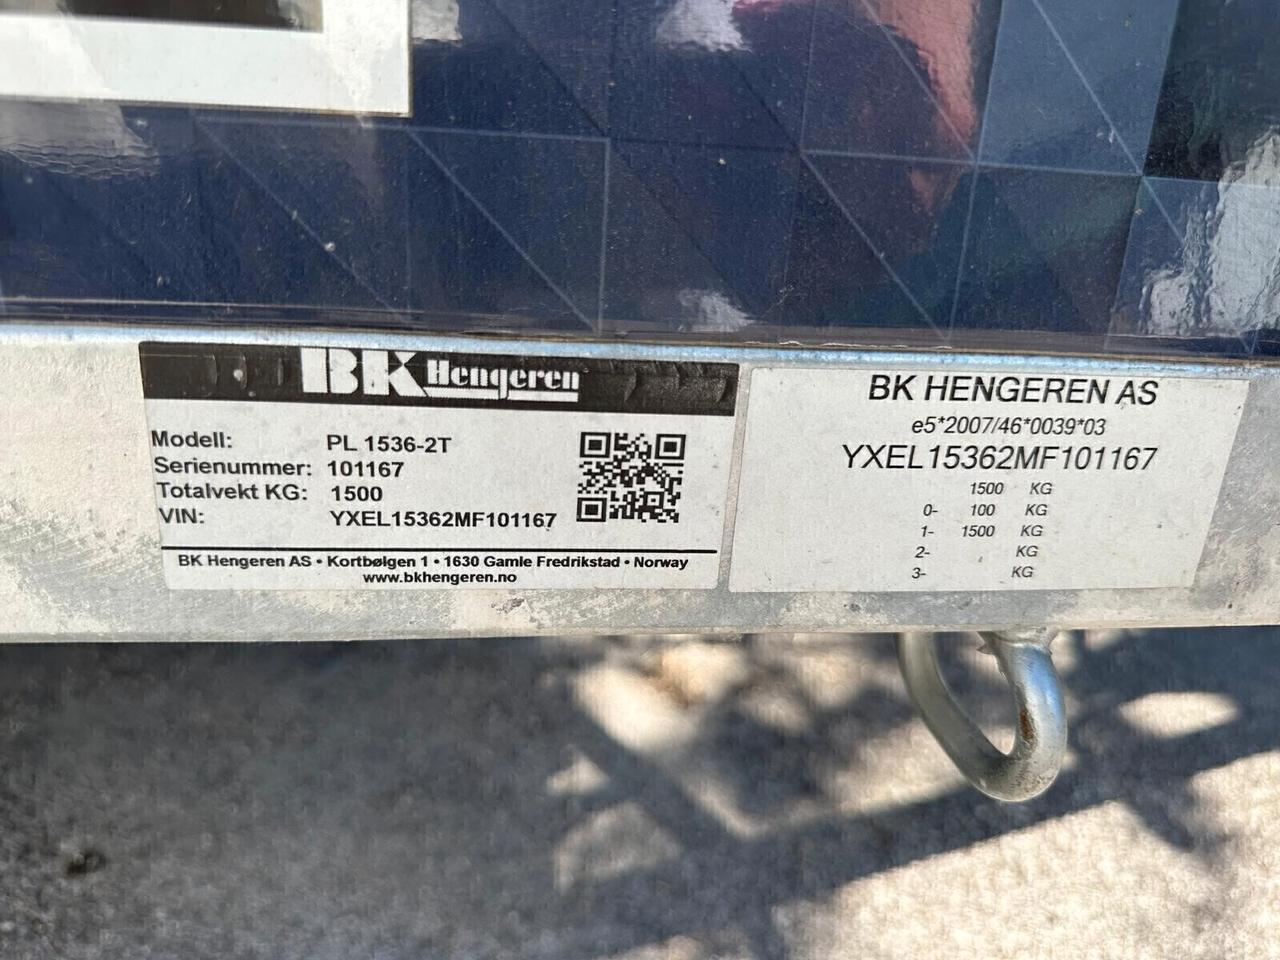 BK Hengeren
Modell: PL 1536-2T
Serienummer: 101167
Totalvekt KG: 1500
VIN: YXEL15362MF101167
BK Hengeren AS • Kortbølgen 1 • 1630 Gamle Fredrikstad • Norway
www.bkhengeren.no
BK HENGEREN AS
e5*2007/46*0039*03
YXEL15362MF101167
1500 KG
0- 100 KG
1- 1500 KG
2- KG
3- KG